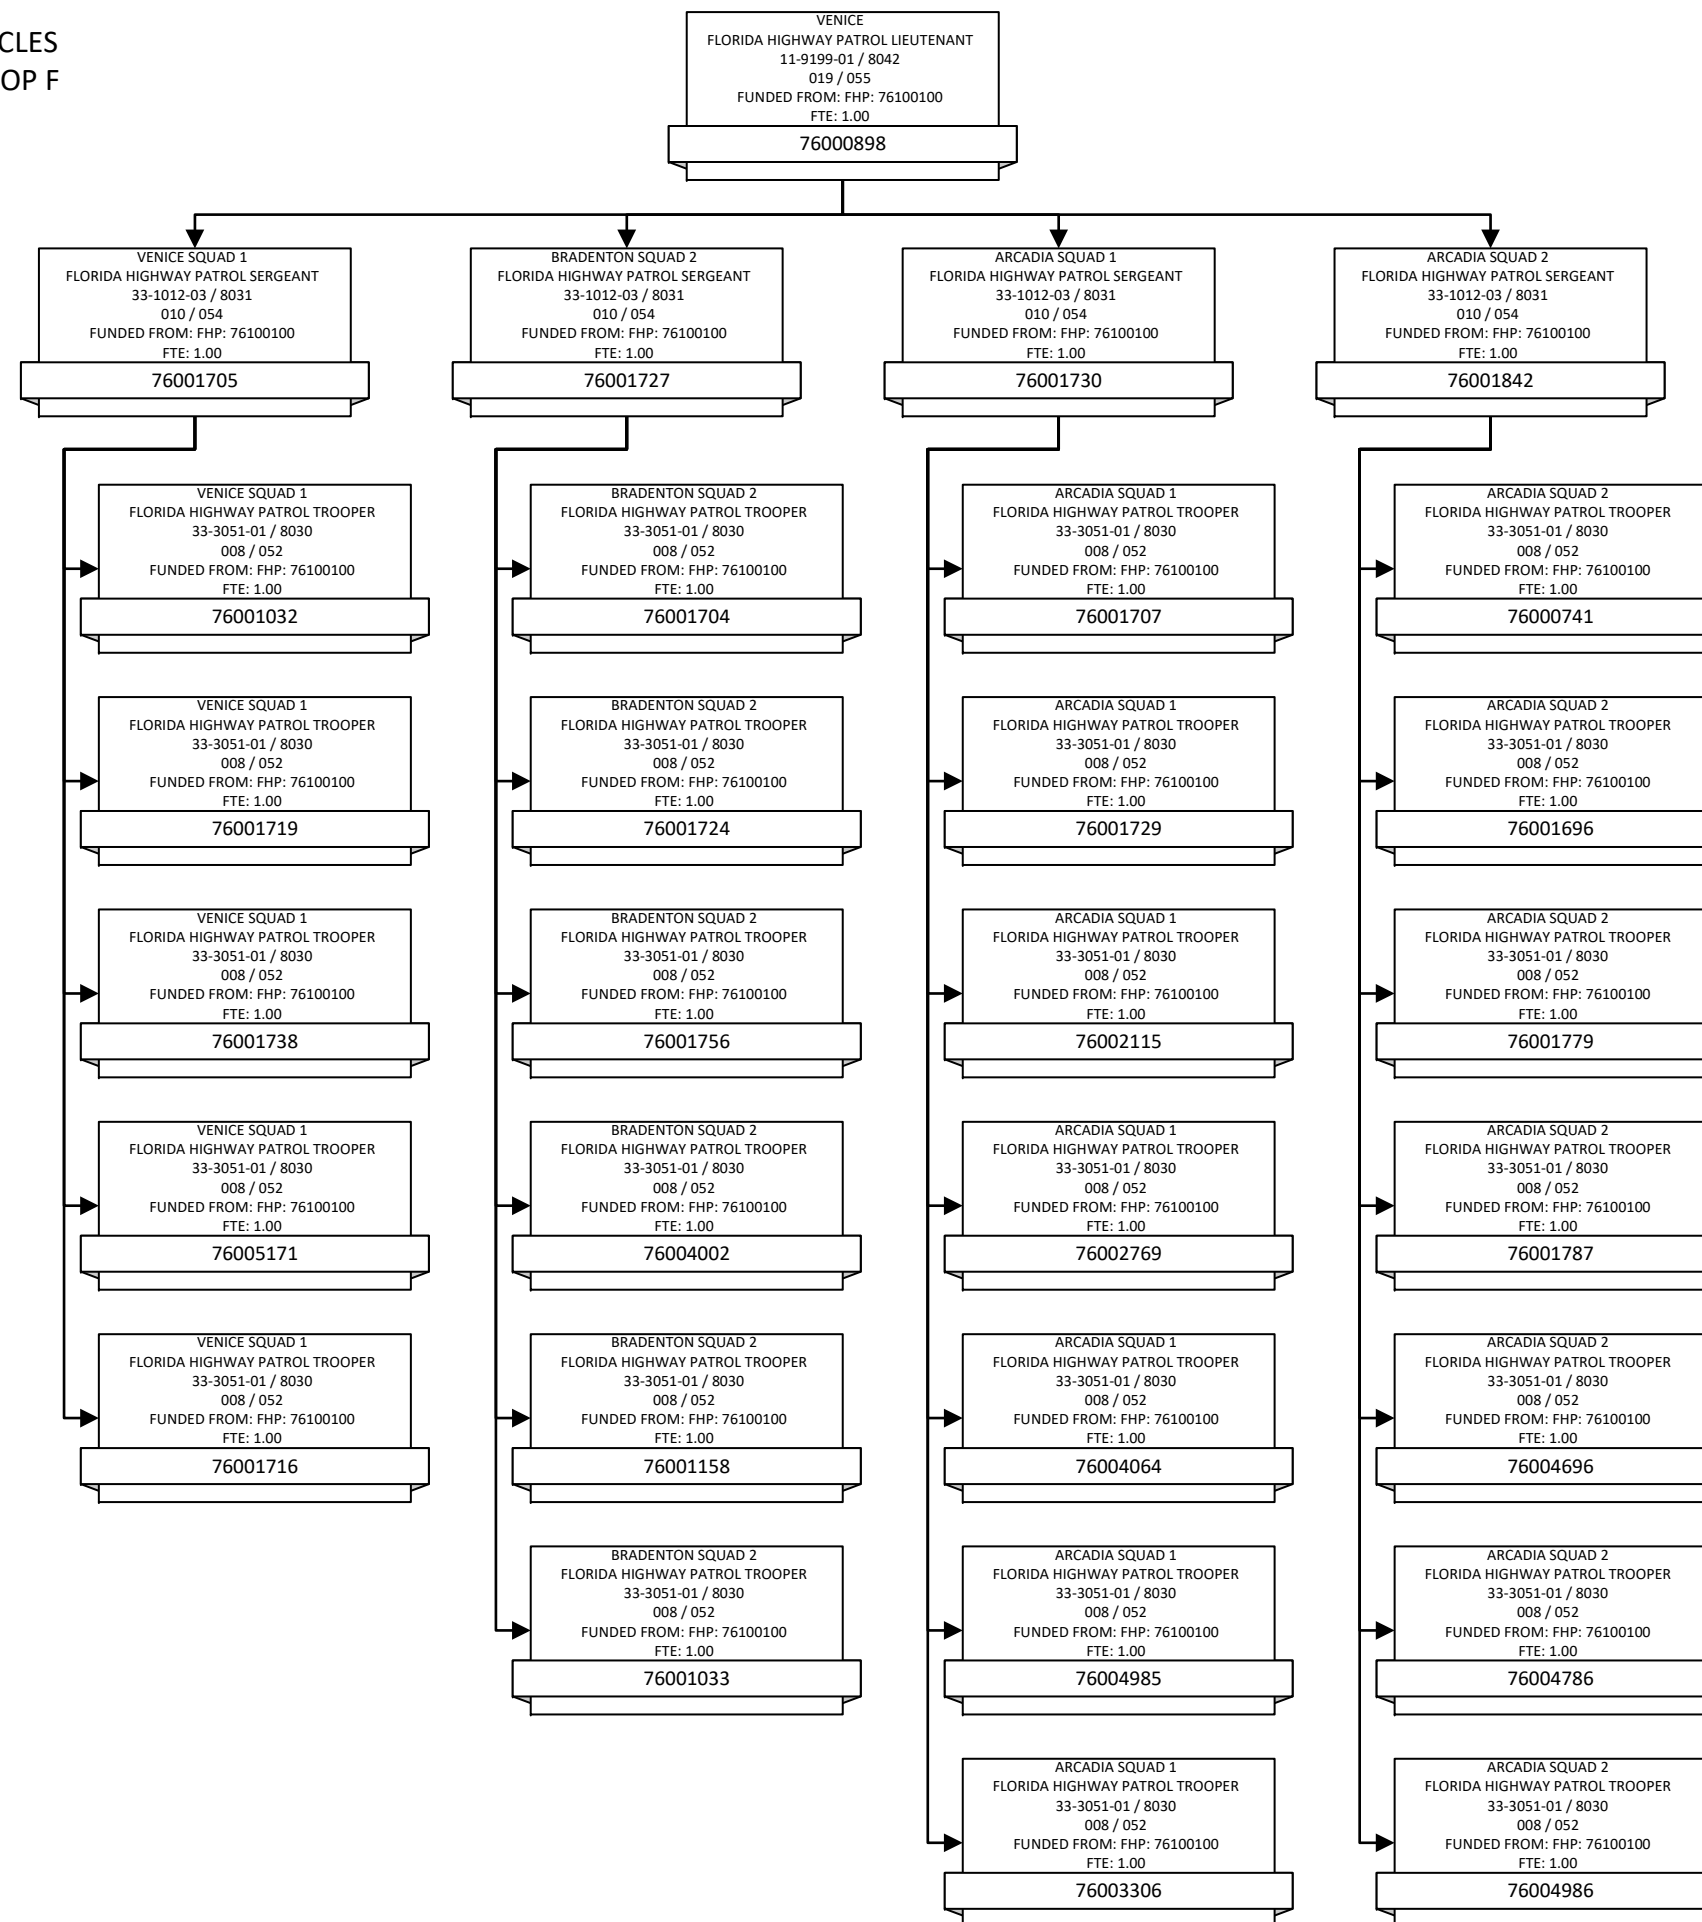 CLES
OP F
VENICE
FLORIDA HIGHWAY PATROL LIEUTENANT
11-9199-01 / 8042
019 / 055
FUNDED FROM: FHP: 76100100
FTE: 1.00
76000898
VENICE SQUAD 1
FLORIDA HIGHWAY PATROL SERGEANT
33-1012-03 / 8031
010 / 054
FUNDED FROM: FHP: 76100100
FTE: 1.00
76001705
BRADENTON SQUAD 2
FLORIDA HIGHWAY PATROL SERGEANT
33-1012-03 / 8031
010 / 054
FUNDED FROM: FHP: 76100100
FTE: 1.00
76001727
ARCADIA SQUAD 1
FLORIDA HIGHWAY PATROL SERGEANT
33-1012-03 / 8031
010 / 054
FUNDED FROM: FHP: 76100100
FTE: 1.00
76001730
ARCADIA SQUAD 2
FLORIDA HIGHWAY PATROL SERGEANT
33-1012-03 / 8031
010 / 054
FUNDED FROM: FHP: 76100100
FTE: 1.00
76001842
VENICE SQUAD 1
FLORIDA HIGHWAY PATROL TROOPER
33-3051-01 / 8030
008 / 052
FUNDED FROM: FHP: 76100100
FTE: 1.00
76001032
BRADENTON SQUAD 2
FLORIDA HIGHWAY PATROL TROOPER
33-3051-01 / 8030
008 / 052
FUNDED FROM: FHP: 76100100
FTE: 1.00
76001704
ARCADIA SQUAD 1
FLORIDA HIGHWAY PATROL TROOPER
33-3051-01 / 8030
008 / 052
FUNDED FROM: FHP: 76100100
FTE: 1.00
76001707
ARCADIA SQUAD 2
FLORIDA HIGHWAY PATROL TROOPER
33-3051-01 / 8030
008 / 052
FUNDED FROM: FHP: 76100100
FTE: 1.00
76000741
VENICE SQUAD 1
FLORIDA HIGHWAY PATROL TROOPER
33-3051-01 / 8030
008 / 052
FUNDED FROM: FHP: 76100100
FTE: 1.00
76001719
BRADENTON SQUAD 2
FLORIDA HIGHWAY PATROL TROOPER
33-3051-01 / 8030
008 / 052
FUNDED FROM: FHP: 76100100
FTE: 1.00
76001724
ARCADIA SQUAD 1
FLORIDA HIGHWAY PATROL TROOPER
33-3051-01 / 8030
008 / 052
FUNDED FROM: FHP: 76100100
FTE: 1.00
76001729
ARCADIA SQUAD 2
FLORIDA HIGHWAY PATROL TROOPER
33-3051-01 / 8030
008 / 052
FUNDED FROM: FHP: 76100100
FTE: 1.00
76001696
VENICE SQUAD 1
FLORIDA HIGHWAY PATROL TROOPER
33-3051-01 / 8030
008 / 052
FUNDED FROM: FHP: 76100100
FTE: 1.00
76001738
BRADENTON SQUAD 2
FLORIDA HIGHWAY PATROL TROOPER
33-3051-01 / 8030
008 / 052
FUNDED FROM: FHP: 76100100
FTE: 1.00
76001756
ARCADIA SQUAD 1
FLORIDA HIGHWAY PATROL TROOPER
33-3051-01 / 8030
008 / 052
FUNDED FROM: FHP: 76100100
FTE: 1.00
76002115
ARCADIA SQUAD 2
FLORIDA HIGHWAY PATROL TROOPER
33-3051-01 / 8030
008 / 052
FUNDED FROM: FHP: 76100100
FTE: 1.00
76001779
VENICE SQUAD 1
FLORIDA HIGHWAY PATROL TROOPER
33-3051-01 / 8030
008 / 052
FUNDED FROM: FHP: 76100100
FTE: 1.00
76005171
BRADENTON SQUAD 2
FLORIDA HIGHWAY PATROL TROOPER
33-3051-01 / 8030
008 / 052
FUNDED FROM: FHP: 76100100
FTE: 1.00
76004002
ARCADIA SQUAD 1
FLORIDA HIGHWAY PATROL TROOPER
33-3051-01 / 8030
008 / 052
FUNDED FROM: FHP: 76100100
FTE: 1.00
76002769
ARCADIA SQUAD 2
FLORIDA HIGHWAY PATROL TROOPER
33-3051-01 / 8030
008 / 052
FUNDED FROM: FHP: 76100100
FTE: 1.00
76001787
VENICE SQUAD 1
FLORIDA HIGHWAY PATROL TROOPER
33-3051-01 / 8030
008 / 052
FUNDED FROM: FHP: 76100100
FTE: 1.00
76001716
BRADENTON SQUAD 2
FLORIDA HIGHWAY PATROL TROOPER
33-3051-01 / 8030
008 / 052
FUNDED FROM: FHP: 76100100
FTE: 1.00
76001158
ARCADIA SQUAD 1
FLORIDA HIGHWAY PATROL TROOPER
33-3051-01 / 8030
008 / 052
FUNDED FROM: FHP: 76100100
FTE: 1.00
76004064
ARCADIA SQUAD 2
FLORIDA HIGHWAY PATROL TROOPER
33-3051-01 / 8030
008 / 052
FUNDED FROM: FHP: 76100100
FTE: 1.00
76004696
BRADENTON SQUAD 2
FLORIDA HIGHWAY PATROL TROOPER
33-3051-01 / 8030
008 / 052
FUNDED FROM: FHP: 76100100
FTE: 1.00
76001033
ARCADIA SQUAD 1
FLORIDA HIGHWAY PATROL TROOPER
33-3051-01 / 8030
008 / 052
FUNDED FROM: FHP: 76100100
FTE: 1.00
76004985
ARCADIA SQUAD 2
FLORIDA HIGHWAY PATROL TROOPER
33-3051-01 / 8030
008 / 052
FUNDED FROM: FHP: 76100100
FTE: 1.00
76004786
ARCADIA SQUAD 1
FLORIDA HIGHWAY PATROL TROOPER
33-3051-01 / 8030
008 / 052
FUNDED FROM: FHP: 76100100
FTE: 1.00
76003306
ARCADIA SQUAD 2
FLORIDA HIGHWAY PATROL TROOPER
33-3051-01 / 8030
008 / 052
FUNDED FROM: FHP: 76100100
FTE: 1.00
76004986